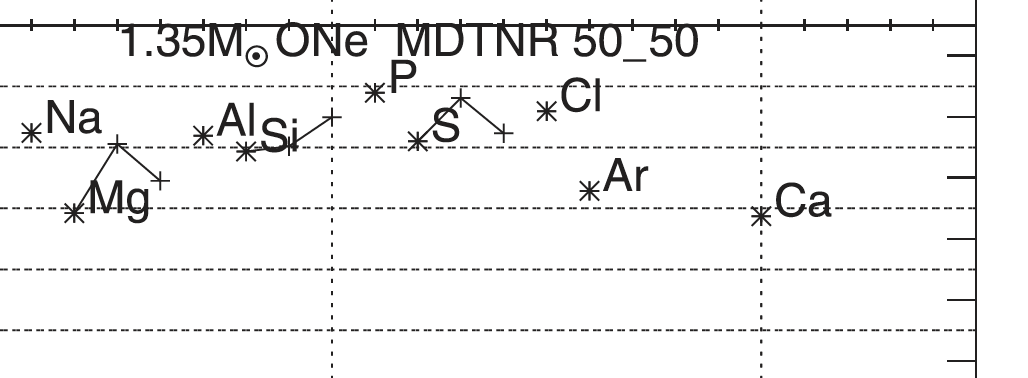 1.35M☉ ONe MDTNR 50_50
P
Cl
Na
Al
Si
S
Ar
Mg
Ca